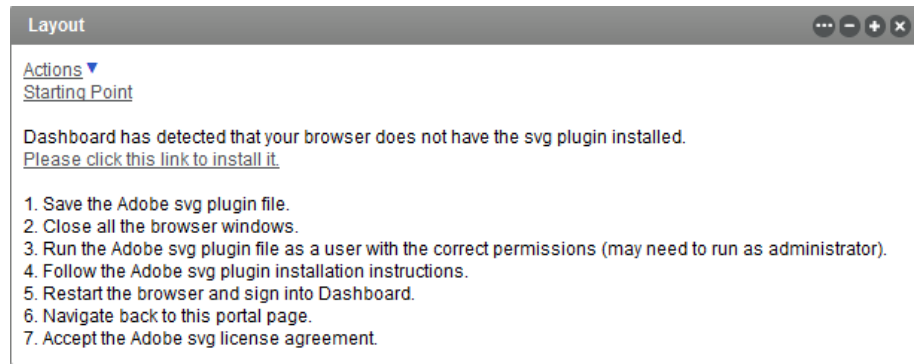 Layout
Actions
Starting Point
Dashboard has detected that your browser does not have the svg plugin installed.
Please click this link to install it.
1. Save the Adobe svg plugin file.
2. Close all the browser windows.
3. Run the Adobe svg plugin file as a user with the correct permissions (may need to run as administrator).
4. Follow the Adobe svg plugin installation instructions.
5. Restart the browser and sign into Dashboard.
6. Navigate back to this portal page.
7. Accept the Adobe svg license agreement.